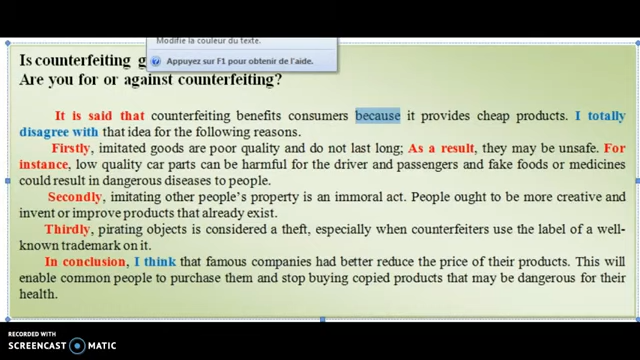 Modifie la couleur du texte.
Appuyez sur F1 pour obtenir de l'aide.
Is counterfeiting g
Are you for or against counterfeiting?
It is said that counterfeiting benefits consumers because it provides cheap products. I totally
disagree with that idea for the following reasons.
Firstly, imitated goods are poor quality and do not last long; As a result, they may be unsafe. For
instance, low quality car parts can be harmful for the driver and passengers and fake foods or medicines
could result in dangerous diseases to people.
Secondly, imitating other people's property is an immoral act. People ought to be more creative and
invent or improve products that already exist.
Thirdly, pirating objects is considered a theft, especially when counterfeiters use the label of a well-
known trademark on it.
In conclusion, I think that famous companies had better reduce the price of their products. This will
enable common people to purchase them and stop buying copied products that may be dangerous for their
health.
RECORDED WITH
SCREENCAST MATIC